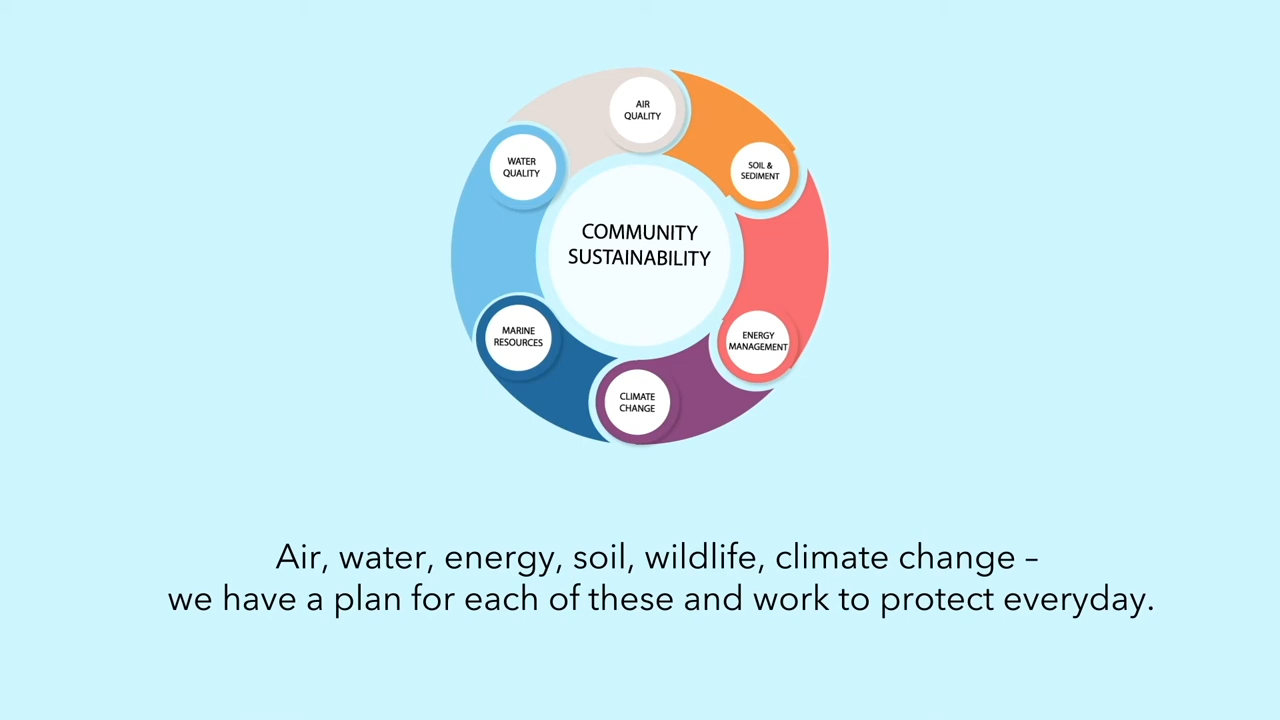 AIR
QUALITY
SOIL &
SEDIMENT
ENERGY
MANAGEMENT
CLIMATE
CHANGE
MARINE
RESOURCES
WATER
QUALITY
COMMUNITY
SUSTAINABILITY
Air, water, energy, soil, wildlife, climate change –
we have a plan for each of these and work to protect everyday.